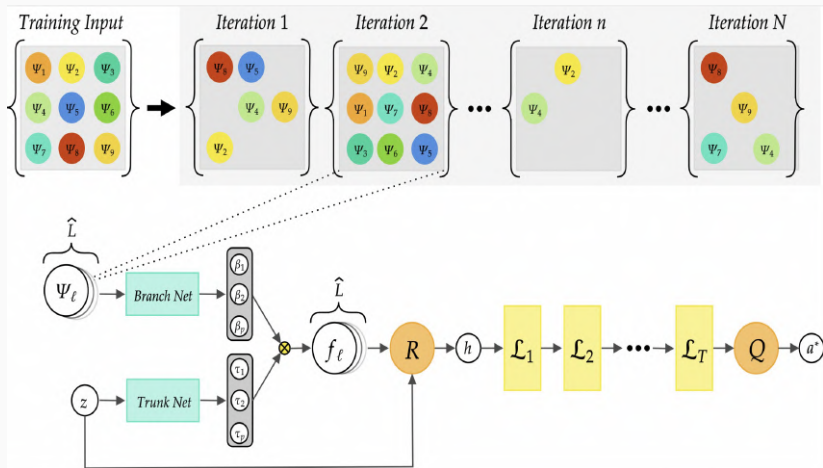 Training Input Iteration 1 Iteration 2 Iteration n Iteration N
Ψ1 Ψ2 Ψ3 Ψ8 Ψ5 Ψ9 Ψ2 Ψ4 Ψ2 Ψ8
Ψ4 Ψ5 Ψ6 Ψ4 Ψ9 Ψ1 Ψ7 Ψ8 ••• Ψ4 ••• Ψ9
Ψ7 Ψ8 Ψ9 Ψ2 Ψ3 Ψ6 Ψ5 Ψ7 Ψ4
L̂
Ψℓ Branch Net β1
β2
βp
L̂
⊗ fℓ R h ℒ1 ℒ2 ••• ℒT Q a*
z Trunk Net τ1
τ2
τp